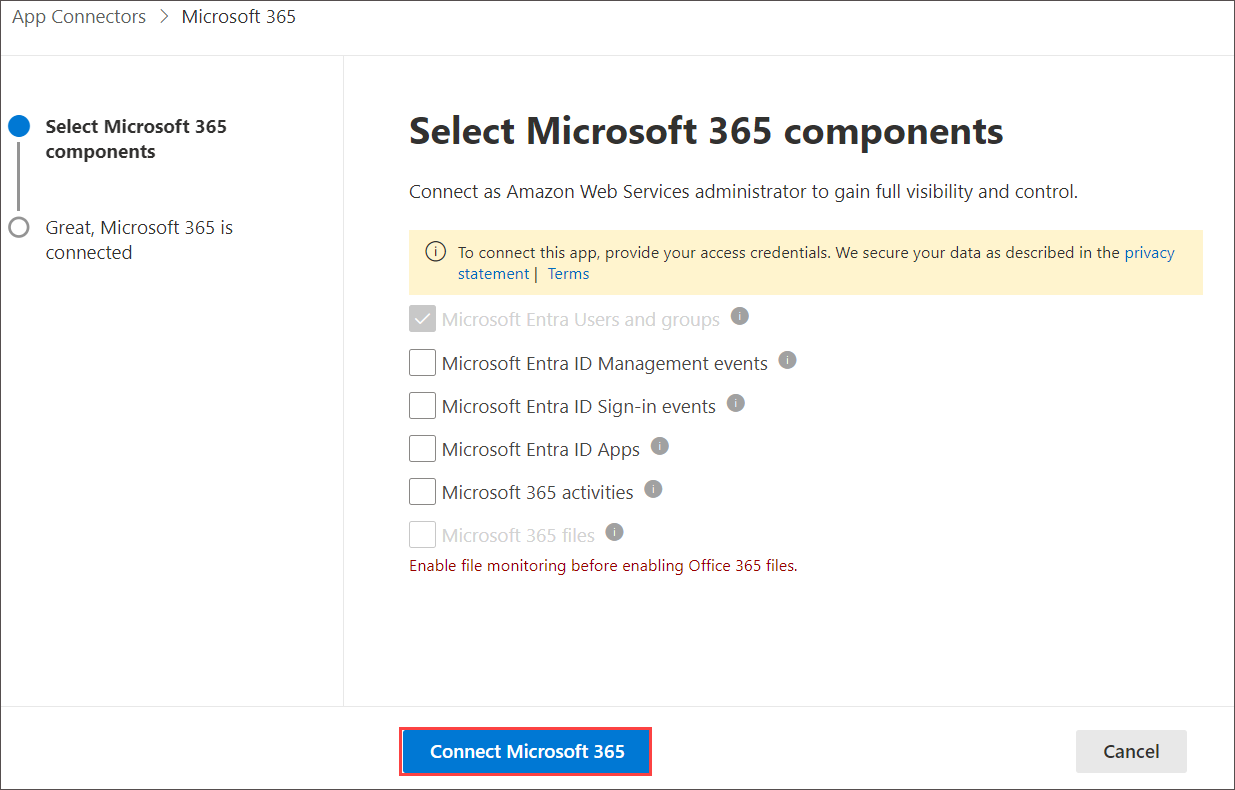 App Connectors > Microsoft 365
Select Microsoft 365
components
Great, Microsoft 365 is
connected
Select Microsoft 365 components
Connect as Amazon Web Services administrator to gain full visibility and control.
To connect this app, provide your access credentials. We secure your data as described in the privacy
statement | Terms
Microsoft Entra Users and groups
Microsoft Entra ID Management events
Microsoft Entra ID Sign-in events
Microsoft Entra ID Apps
Microsoft 365 activities
Microsoft 365 files
Enable file monitoring before enabling Office 365 files.
Connect Microsoft 365
Cancel